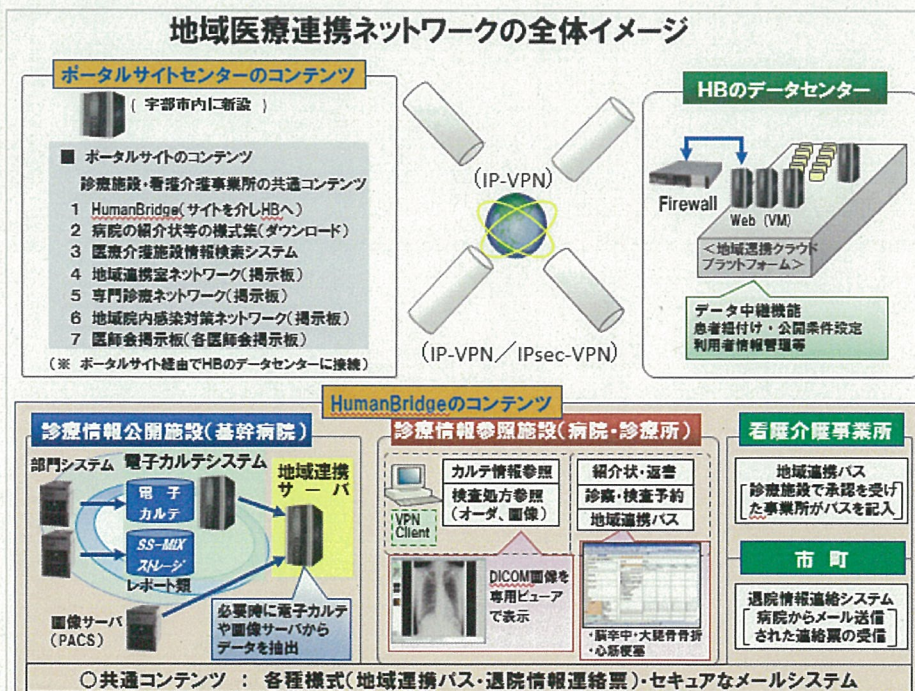 地域医療連携ネットワークの全体イメージ
ポータルサイトセンターのコンテンツ
( 宇部市内に新設 )
■ ポータルサイトのコンテンツ
診療施設・看護介護事業所の共通コンテンツ
1 HumanBridge(サイトを介しHBへ)
2 病院の紹介状等の様式集(ダウンロード)
3 医療介護施設情報検索システム
4 地域連携室ネットワーク(掲示板)
5 専門診療ネットワーク(掲示板)
6 地域院内感染対策ネットワーク(掲示板)
7 医師会掲示板(各医師会掲示板)
(※ ポータルサイト経由でHBのデータセンターに接続)
(IP-VPN)
(IP-VPN/IPsec-VPN)
HBのデータセンター
Firewall
Web (VM)
<地域連携クラウド
プラットフォーム>
データ中継機能
患者紐付け・公開条件設定
利用者情報管理等
HumanBridgeのコンテンツ
診療情報公開施設(基幹病院)
部門システム
電子カルテシステム
地域連携
サーバ
電子
カルテ
SS-MIX
ストレージ
レポート類
画像サーバ
(PACS)
必要時に電子カルテ
や画像サーバから
データを抽出
診療情報参照施設(病院・診療所)
VPN
Client
カルテ情報参照
検査処方参照
(オーダ、画像)
DICOM画像を
専用ビューア
で表示
紹介状・返書
診察・検査予約
地域連携パス
・脳卒中・大腿骨骨折
・心筋梗塞
看護介護事業所
地域連携パス
診療施設で承認を受け
た事業所がパスを記入
市 町
退院情報連絡システム
病院からメール送信
された連絡票の受信
○共通コンテンツ : 各種様式(地域連携パス・退院情報連絡票)・セキュアなメールシステム